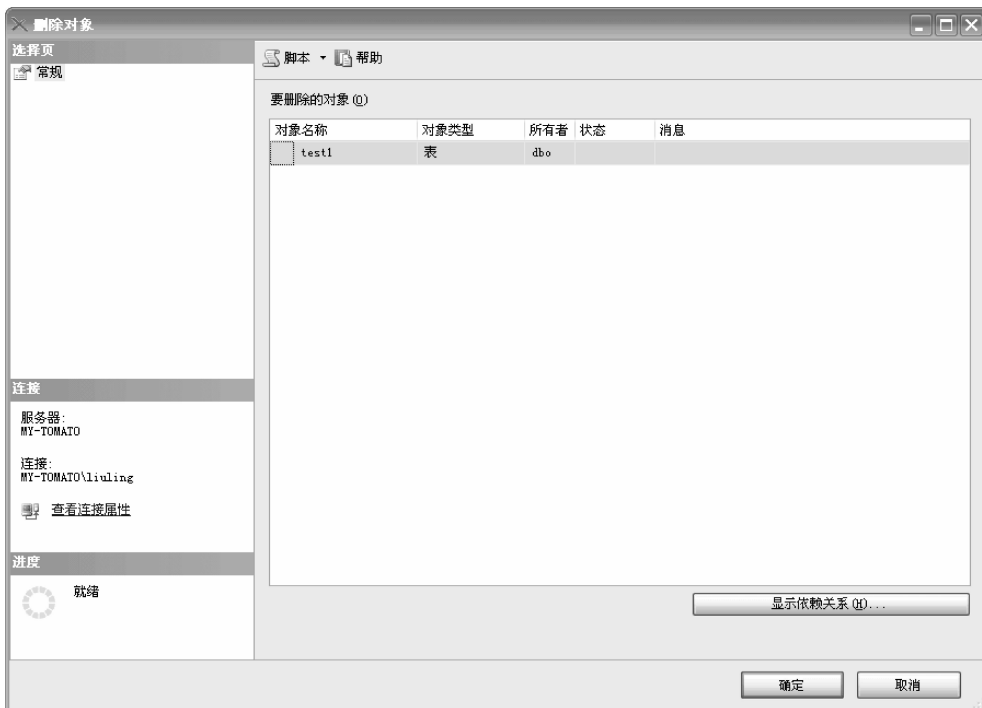 删除对象
选择页
常规
脚本 帮助
要删除的对象(O)
对象名称 对象类型 所有者 状态 消息
test1 表 dbo
连接
服务器:
MY-TOMATO
连接:
MY-TOMATO\liuling
查看连接属性
进度
就绪
显示依赖关系(H)...
确定 取消